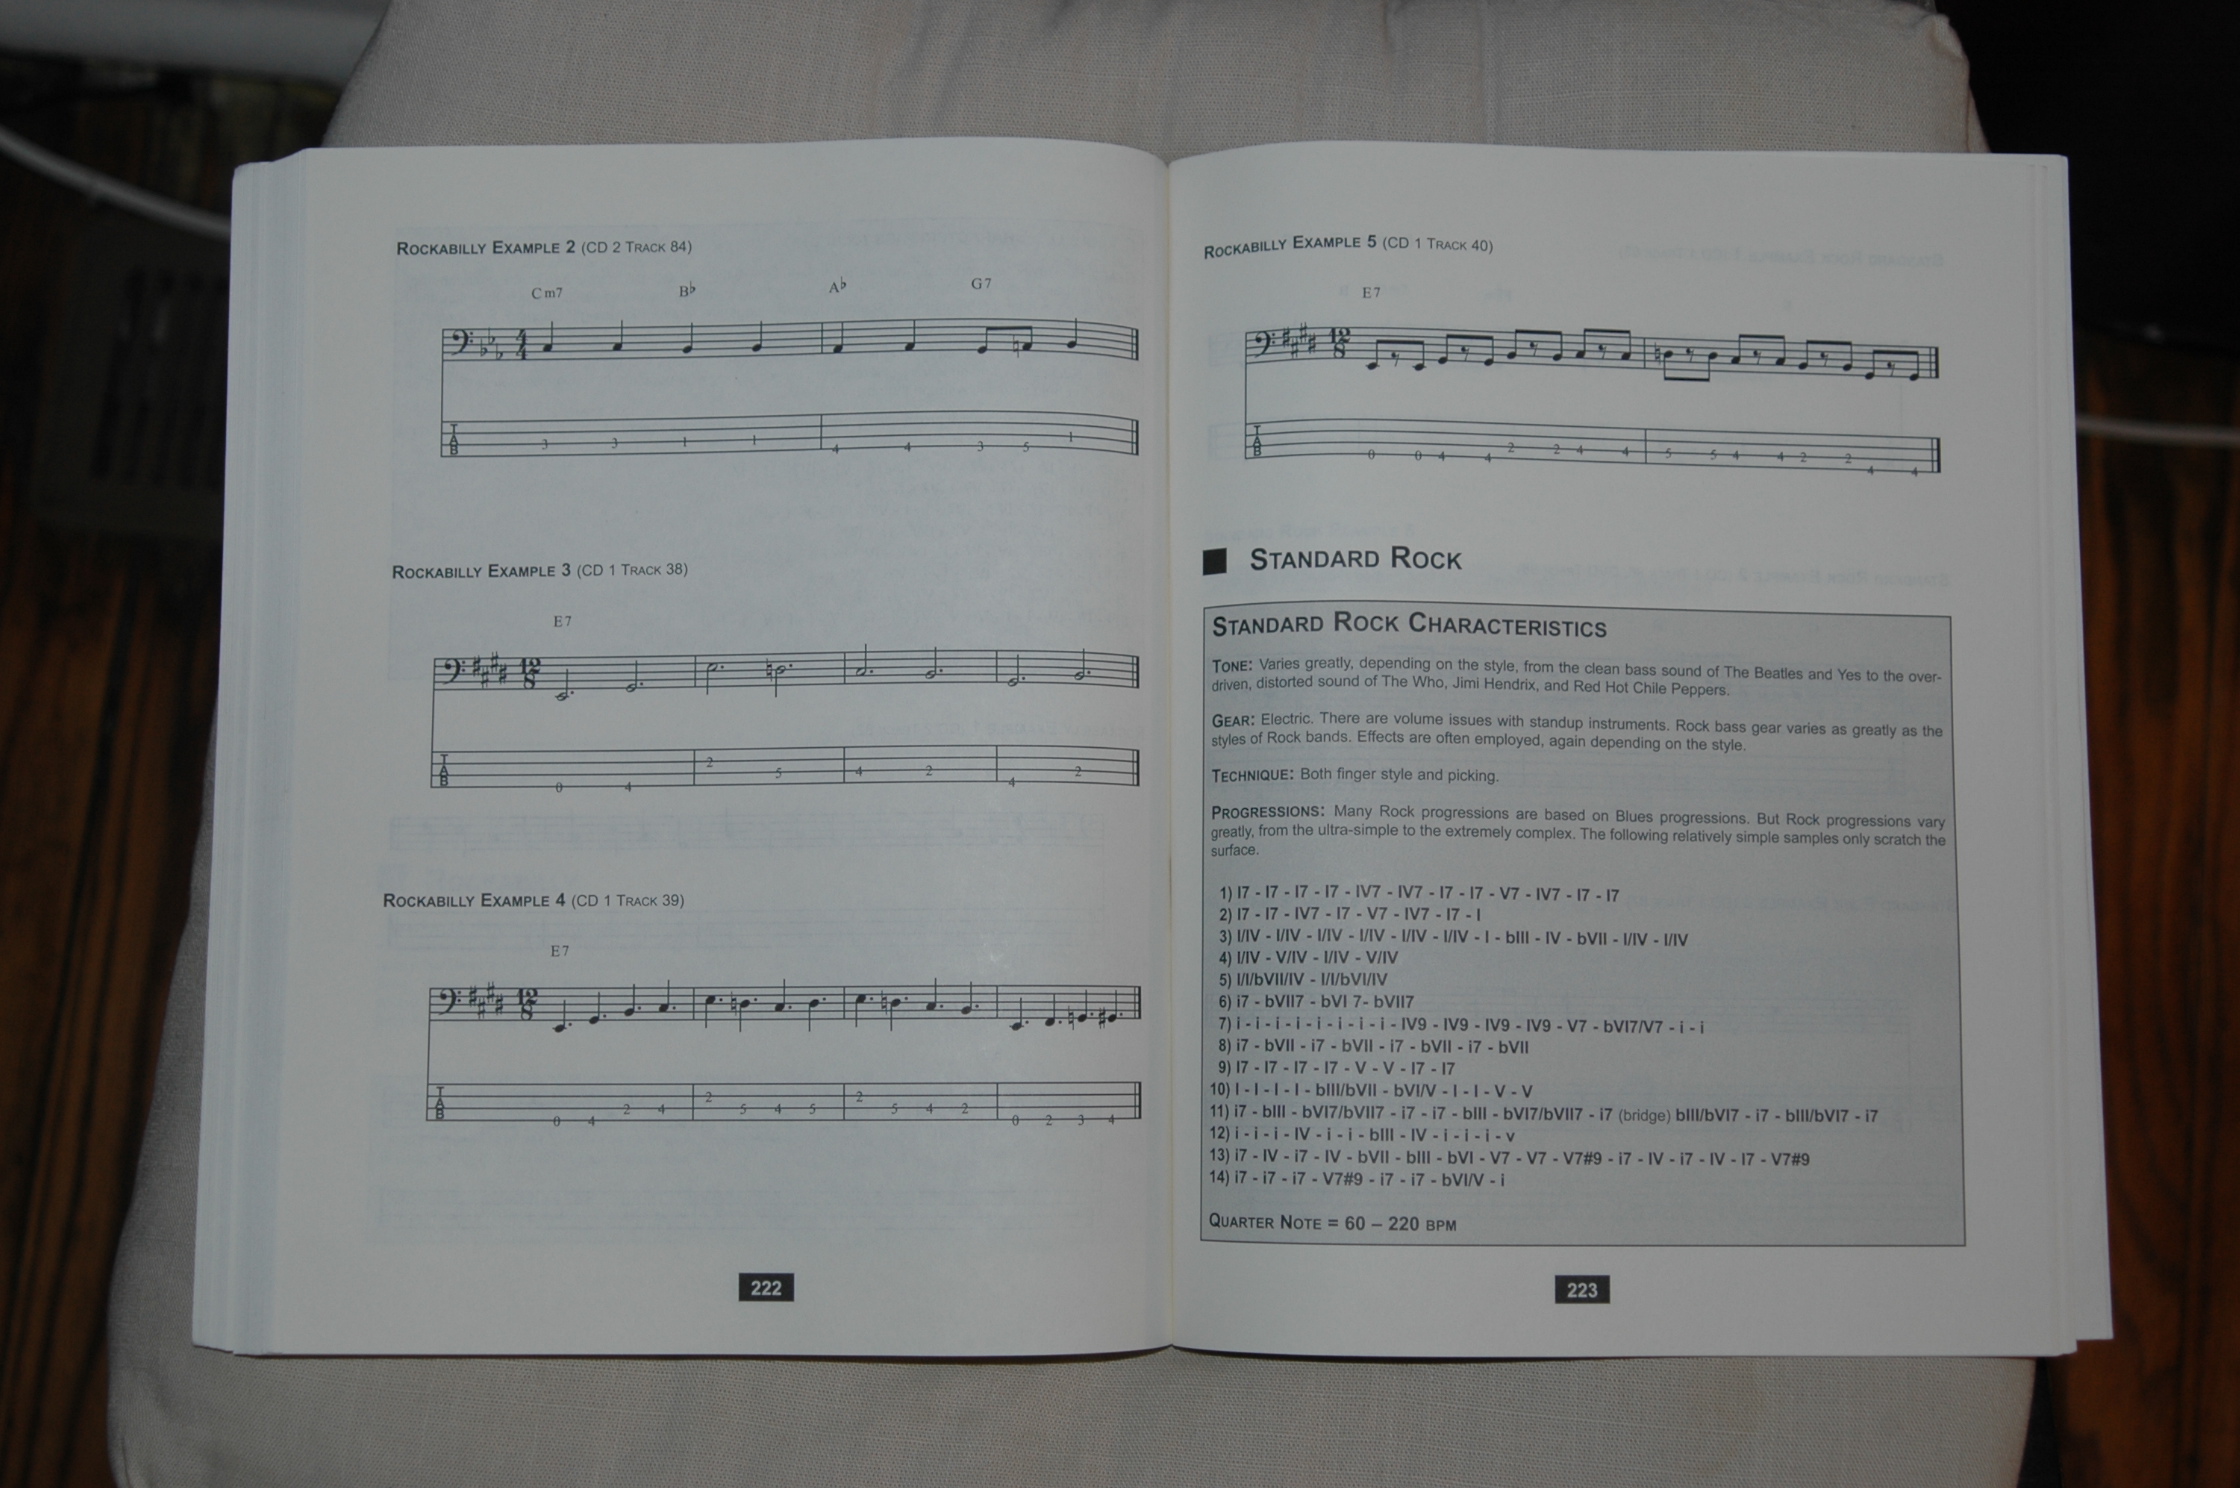 ROCKABILLY EXAMPLE 2 (CD 2 TRACK 84)
Cm7 B♭ A♭ G7
4
4
T
A
B
3 3 1 1 4 4 3 5 1
ROCKABILLY EXAMPLE 3 (CD 1 TRACK 38)
E7
12
8
T
A
B
0 4 2 5 4 2 4 2
ROCKABILLY EXAMPLE 4 (CD 1 TRACK 39)
E7
12
8
T
A
B
0 4 2 4 2 5 4 5 2 5 4 2 0 2 3 4
222
ROCKABILLY EXAMPLE 5 (CD 1 TRACK 40)
E7
12
8
T
A
B
0 0 4 4 2 2 4 4 5 5 4 4 2 2 4 4
STANDARD ROCK
STANDARD ROCK CHARACTERISTICS
TONE: Varies greatly, depending on the style, from the clean bass sound of The Beatles and Yes to the over-
driven, distorted sound of The Who, Jimi Hendrix, and Red Hot Chile Peppers.
GEAR: Electric. There are volume issues with standup instruments. Rock bass gear varies as greatly as the
styles of Rock bands. Effects are often employed, again depending on the style.
TECHNIQUE: Both finger style and picking.
PROGRESSIONS: Many Rock progressions are based on Blues progressions. But Rock progressions vary
greatly, from the ultra-simple to the extremely complex. The following relatively simple samples only scratch the
surface.
1) I7 - I7 - I7 - I7 - IV7 - IV7 - I7 - I7 - V7 - IV7 - I7 - I7
2) I7 - I7 - IV7 - I7 - V7 - IV7 - I7 - I
3) I/IV - I/IV - I/IV - I/IV - I/IV - I/IV - I - bIII - IV - bVII - I/IV - I/IV
4) I/IV - V/IV - I/IV - V/IV
5) I/I/bVII/IV - I/I/bVI/IV
6) i7 - bVII7 - bVI 7- bVII7
7) i - i - i - i - i - i - i - i - IV9 - IV9 - IV9 - IV9 - V7 - bVI7/V7 - i - i
8) i7 - bVII - i7 - bVII - i7 - bVII - i7 - bVII
9) I7 - I7 - I7 - I7 - V - V - I7 - I7
10) I - I - I - I - bIII/bVII - bVI/V - I - I - V - V
11) i7 - bIII - bVI7/bVII7 - i7 - i7 - bIII - bVI7/bVII7 - i7 (bridge) bIII/bVI7 - i7 - bIII/bVI7 - i7
12) i - i - i - IV - i - i - bIII - IV - i - i - i - v
13) i7 - IV - i7 - IV - bVII - bIII - bVI - V7 - V7 - V7#9 - i7 - IV - i7 - IV - I7 - V7#9
14) i7 - i7 - i7 - V7#9 - i7 - i7 - bVI/V - i
QUARTER NOTE = 60 – 220 BPM
223